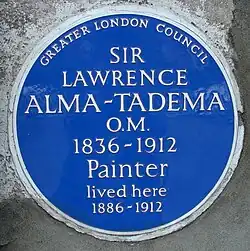 GREATER LONDON COUNCIL
SIR
LAWRENCE
ALMA-TADEMA
O.M.
1836-1912
Painter
lived here
1886-1912